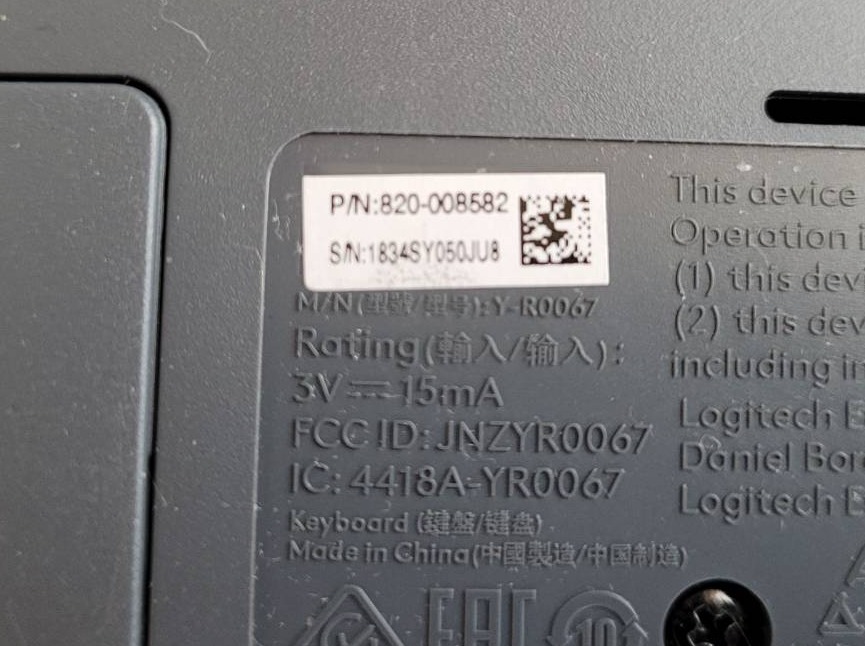 P/N:820-008582
S/N:1834SY050JU8
M/N(型號/型号):Y-R0067
Rating(輸入/输入):
3V⎓15mA
FCC ID: JNZYR0067
IC: 4418A-YR0067
Keyboard (鍵盤/键盘)
Made in China(中國製造/中国制造)
EAC
10
This device
Operation i
(1) this dev
(2) this dev
including in
Logitech E
Daniel Bor
Logitech E